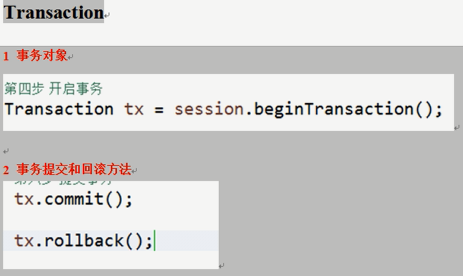 Transaction
1 事务对象
第四步 开启事务
Transaction tx = session.beginTransaction();
2 事务提交和回滚方法
tx.commit();
tx.rollback();